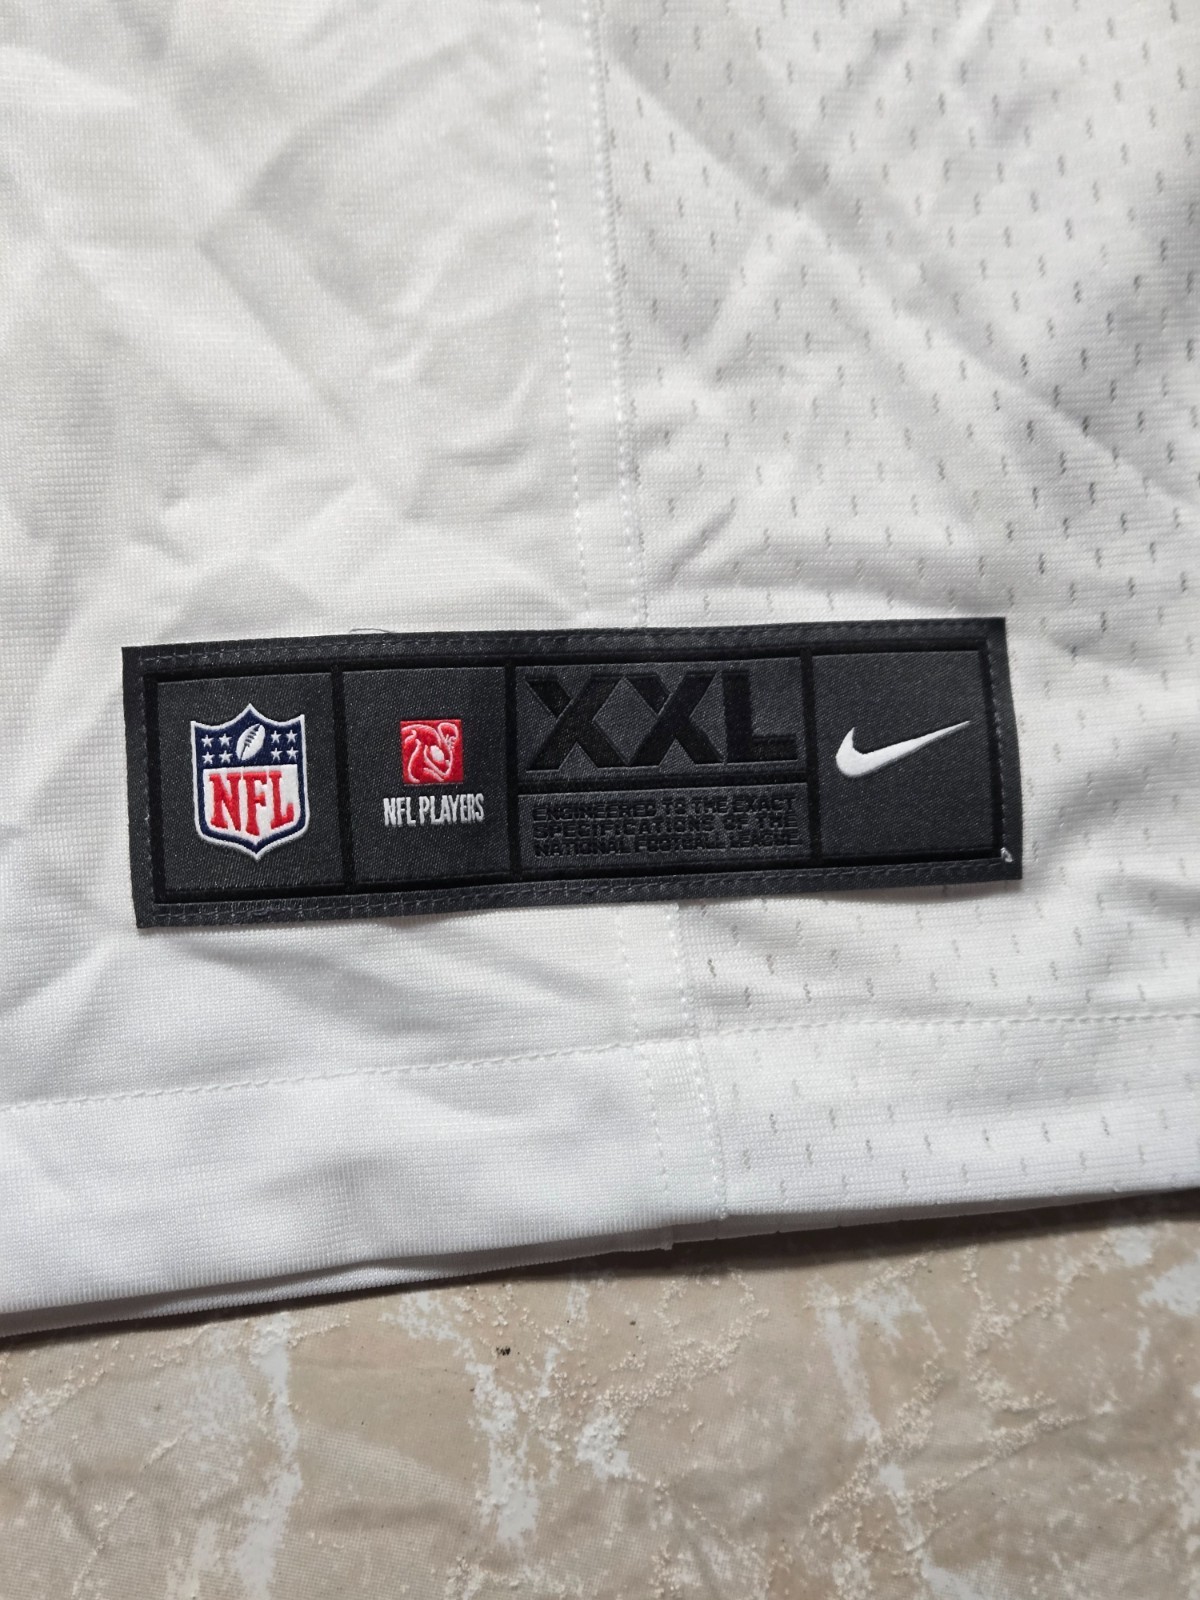 NFL
NFL PLAYERS
XXL
ENGINEERED TO THE EXACT
SPECIFICATIONS OF THE
NATIONAL FOOTBALL LEAGUE